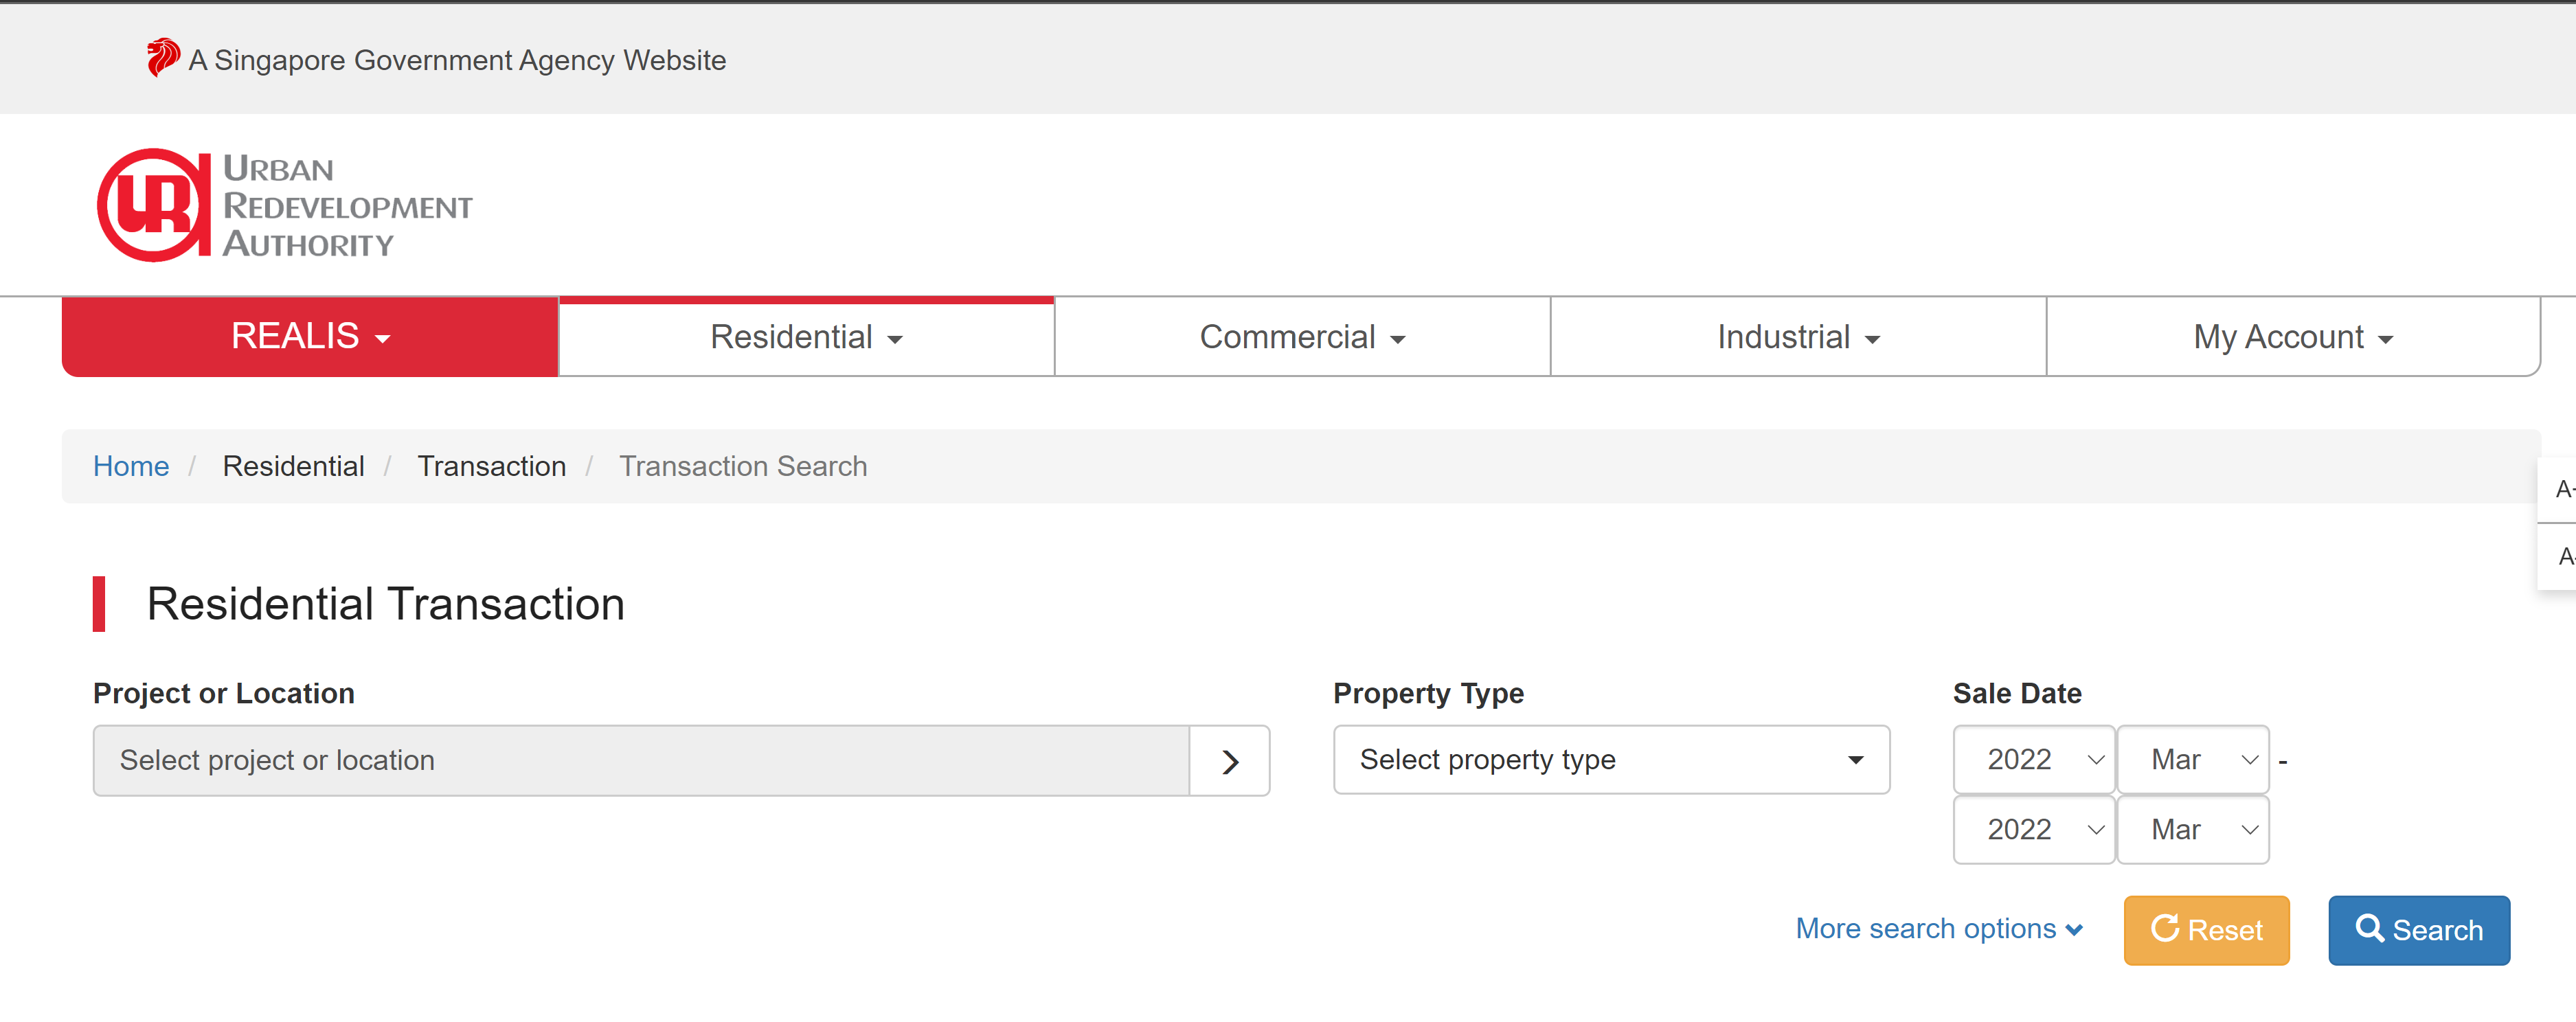 A Singapore Government Agency Website
URBAN
REDEVELOPMENT
AUTHORITY
REALIS
Residential
Commercial
Industrial
My Account
Home / Residential / Transaction / Transaction Search
A-
Residential Transaction
Project or Location
Property Type
Sale Date
Select project or location
Select property type
2022 Mar -
2022 Mar
More search options
Reset
Search